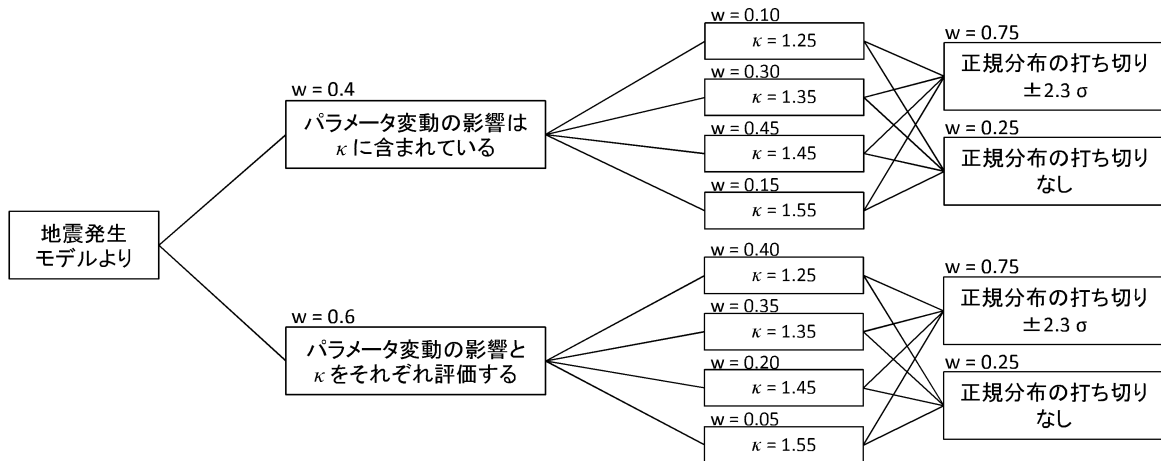 地震発生
モデルより
w = 0.4
パラメータ変動の影響は
κ に含まれている
w = 0.10
κ = 1.25
w = 0.30
κ = 1.35
w = 0.45
κ = 1.45
w = 0.15
κ = 1.55
w = 0.75
正規分布の打ち切り
±2.3 σ
w = 0.25
正規分布の打ち切り
なし
w = 0.6
パラメータ変動の影響と
κ をそれぞれ評価する
w = 0.40
κ = 1.25
w = 0.35
κ = 1.35
w = 0.20
κ = 1.45
w = 0.05
κ = 1.55
w = 0.75
正規分布の打ち切り
±2.3 σ
w = 0.25
正規分布の打ち切り
なし